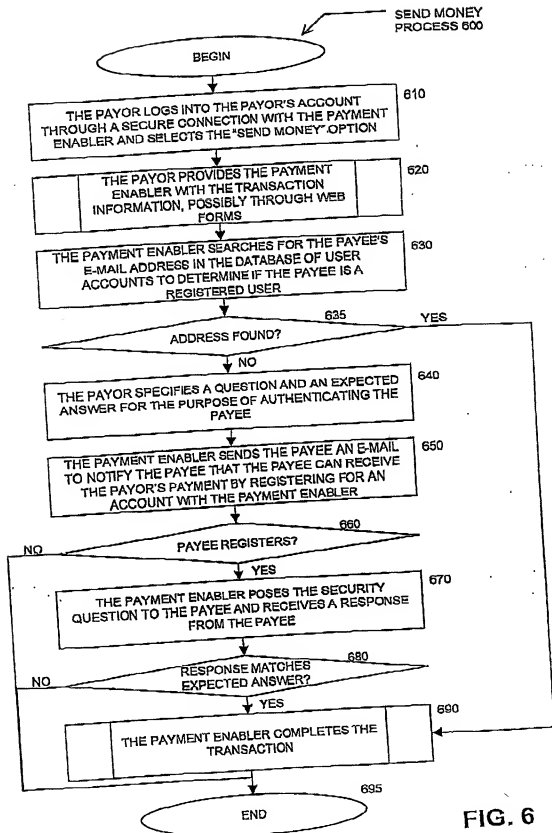 SEND MONEY
PROCESS 600
BEGIN
610
THE PAYOR LOGS INTO THE PAYOR'S ACCOUNT
THROUGH A SECURE CONNECTION WITH THE PAYMENT
ENABLER AND SELECTS THE "SEND MONEY" OPTION
620
THE PAYOR PROVIDES THE PAYMENT
ENABLER WITH THE TRANSACTION
INFORMATION, POSSIBLY THROUGH WEB
FORMS
630
THE PAYMENT ENABLER SEARCHES FOR THE PAYEE'S
E-MAIL ADDRESS IN THE DATABASE OF USER
ACCOUNTS TO DETERMINE IF THE PAYEE IS A
REGISTERED USER
635
YES
ADDRESS FOUND?
NO
640
THE PAYOR SPECIFIES A QUESTION AND AN EXPECTED
ANSWER FOR THE PURPOSE OF AUTHENTICATING THE
PAYEE
650
THE PAYMENT ENABLER SENDS THE PAYEE AN E-MAIL
TO NOTIFY THE PAYEE THAT THE PAYEE CAN RECEIVE
THE PAYOR'S PAYMENT BY REGISTERING FOR AN
ACCOUNT WITH THE PAYMENT ENABLER
660
NO
PAYEE REGISTERS?
YES
670
THE PAYMENT ENABLER POSES THE SECURITY
QUESTION TO THE PAYEE AND RECEIVES A RESPONSE
FROM THE PAYEE
680
NO
RESPONSE MATCHES
EXPECTED ANSWER?
YES
690
THE PAYMENT ENABLER COMPLETES THE
TRANSACTION
695
END
FIG. 6